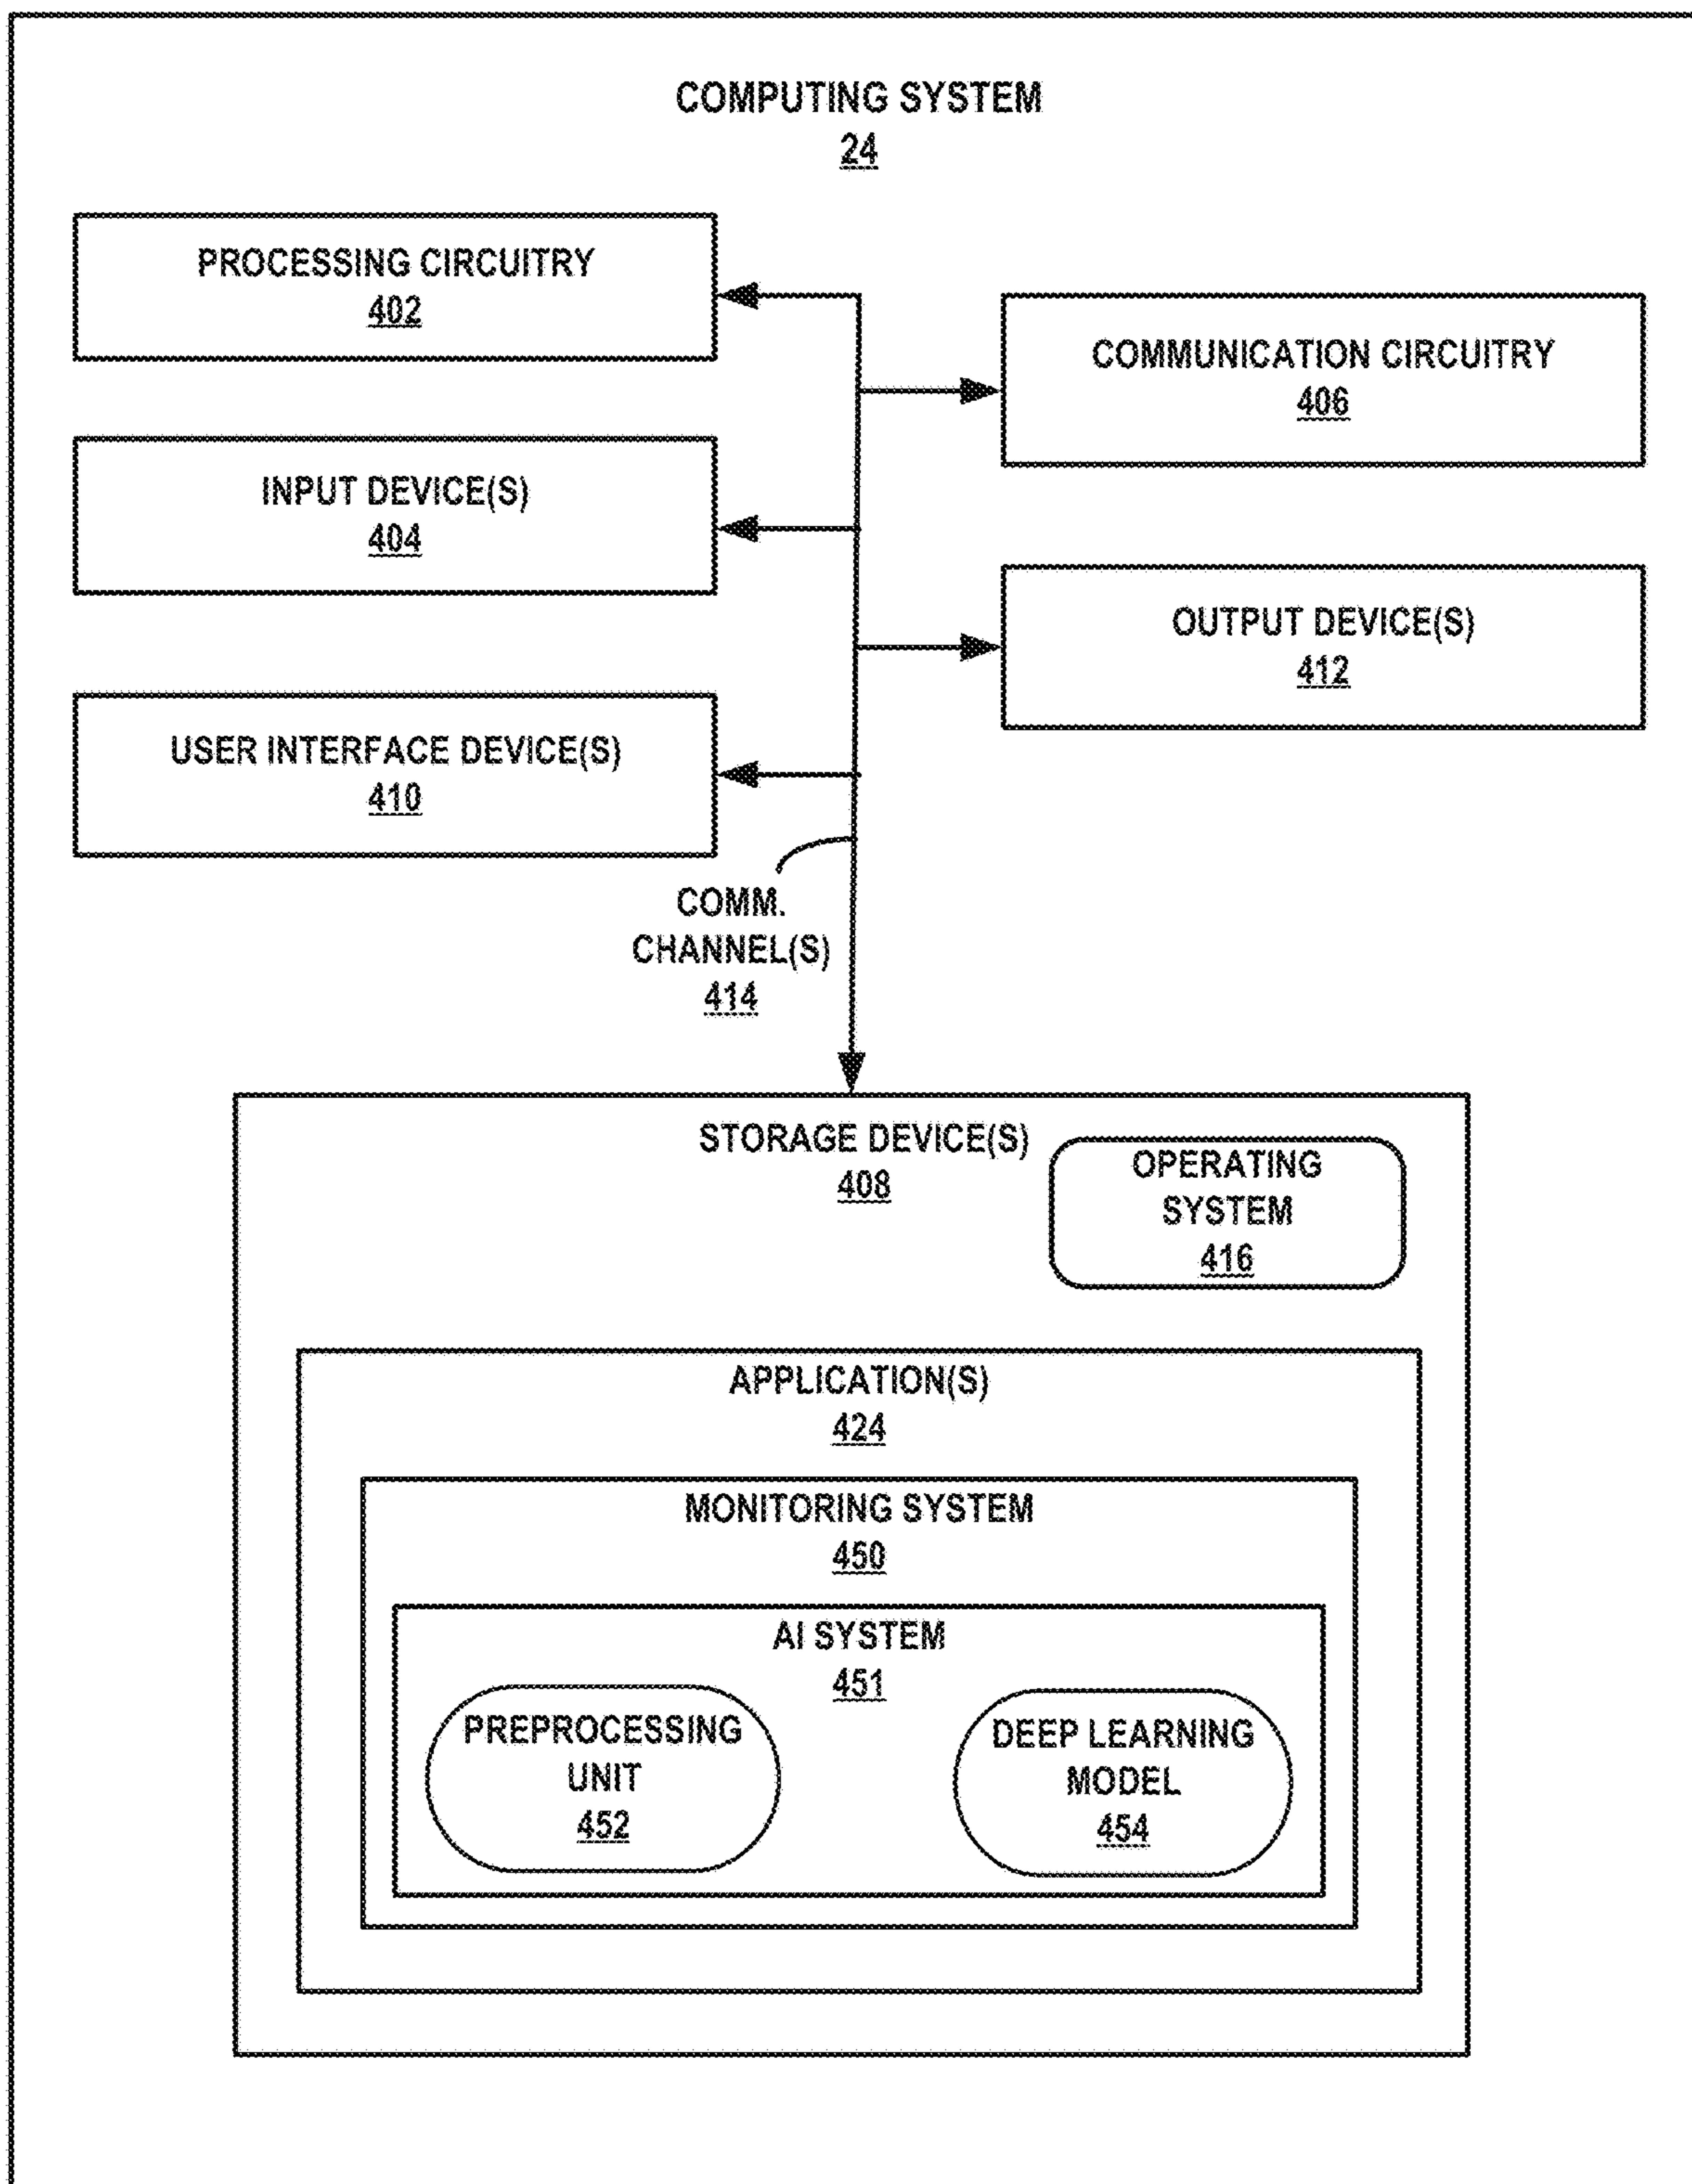 COMPUTING SYSTEM
24
PROCESSING CIRCUITRY
402
COMMUNICATION CIRCUITRY
406
INPUT DEVICE(S)
404
OUTPUT DEVICE(S)
412
USER INTERFACE DEVICE(S)
410
COMM.
CHANNEL(S)
414
STORAGE DEVICE(S)
408
OPERATING
SYSTEM
416
APPLICATION(S)
424
MONITORING SYSTEM
450
AI SYSTEM
451
PREPROCESSING
UNIT
452
DEEP LEARNING
MODEL
454